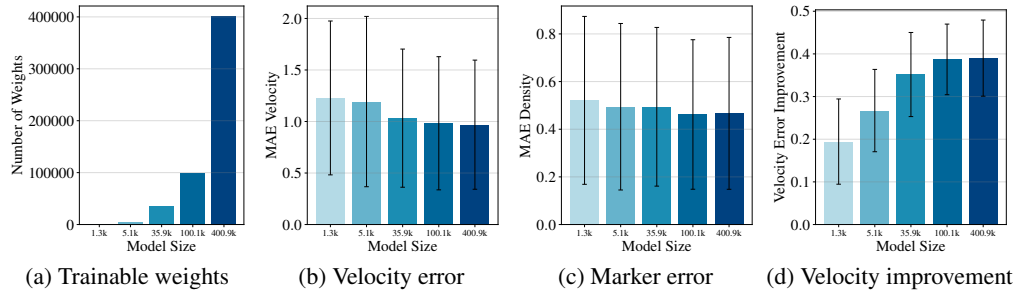 400000
300000
200000
100000
0
Number of Weights
1.3k 5.1k 35.9k 100.1k 400.9k
Model Size
(a) Trainable weights
2.0
1.5
1.0
0.5
0.0
MAE Velocity
1.3k 5.1k 35.9k 100.1k 400.9k
Model Size
(b) Velocity error
0.8
0.6
0.4
0.2
0.0
MAE Density
1.3k 5.1k 35.9k 100.1k 400.9k
Model Size
(c) Marker error
0.5
0.4
0.3
0.2
0.1
0.0
Velocity Error Improvement
1.3k 5.1k 35.9k 100.1k 400.9k
Model Size
(d) Velocity improvement